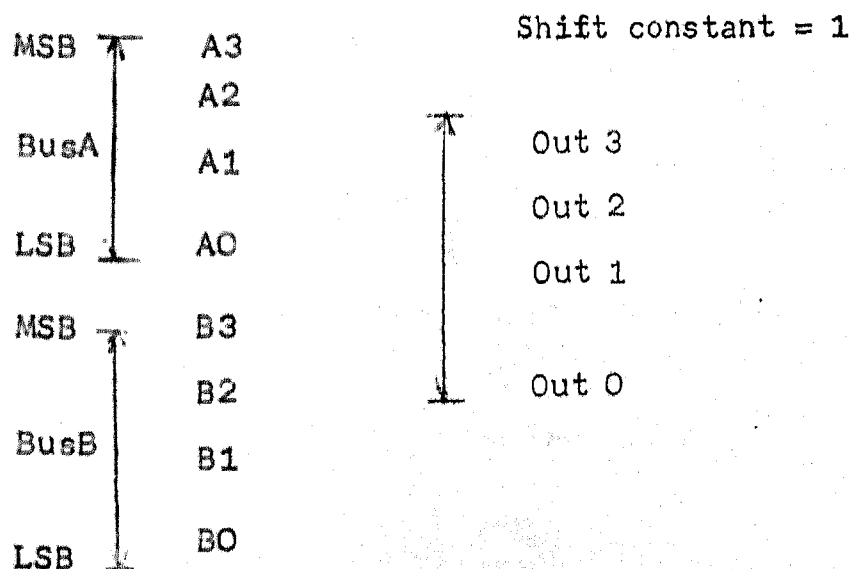 Shift constant = 1
MSB A3
A2
BusA
A1
LSB A0
MSB B3
B2
BusB
B1
B0
LSB
Out 3
Out 2
Out 1
Out 0